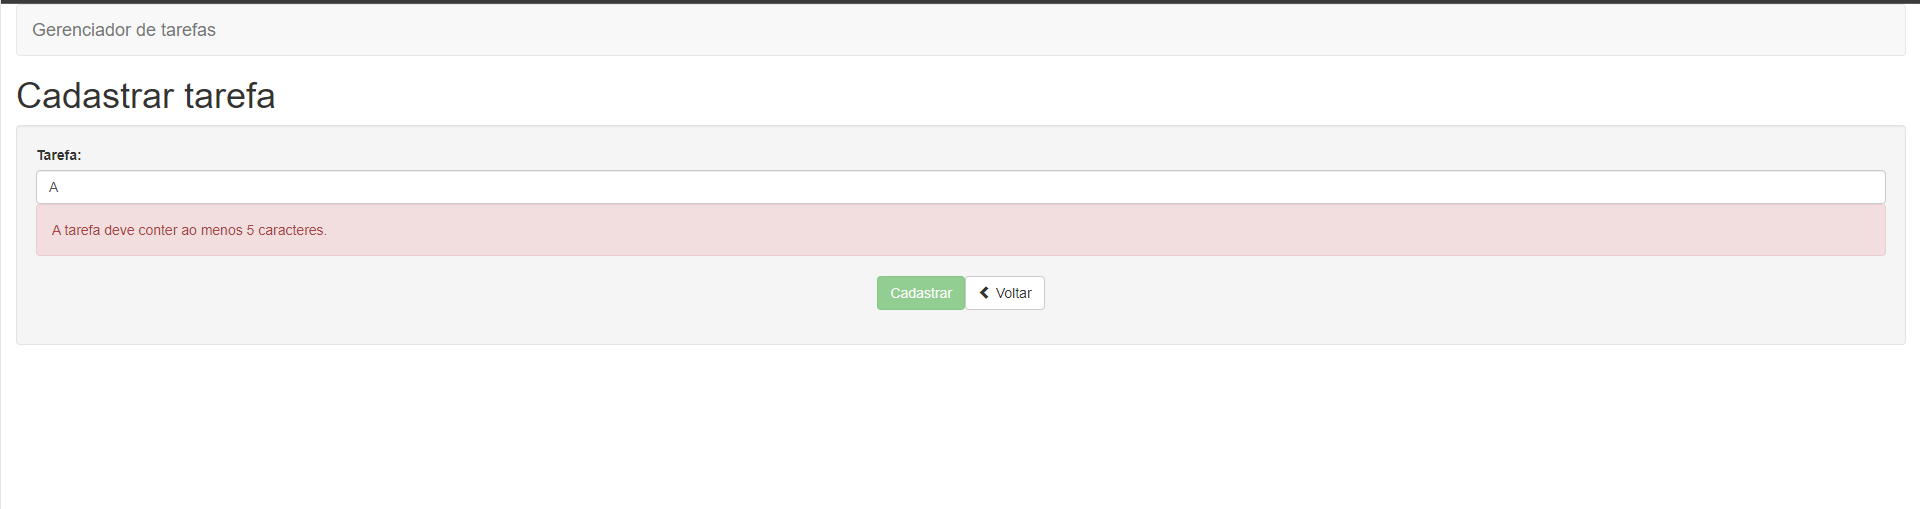 Gerenciador de tarefas
Cadastrar tarefa
Tarefa:
A
A tarefa deve conter ao menos 5 caracteres.
Cadastrar Voltar